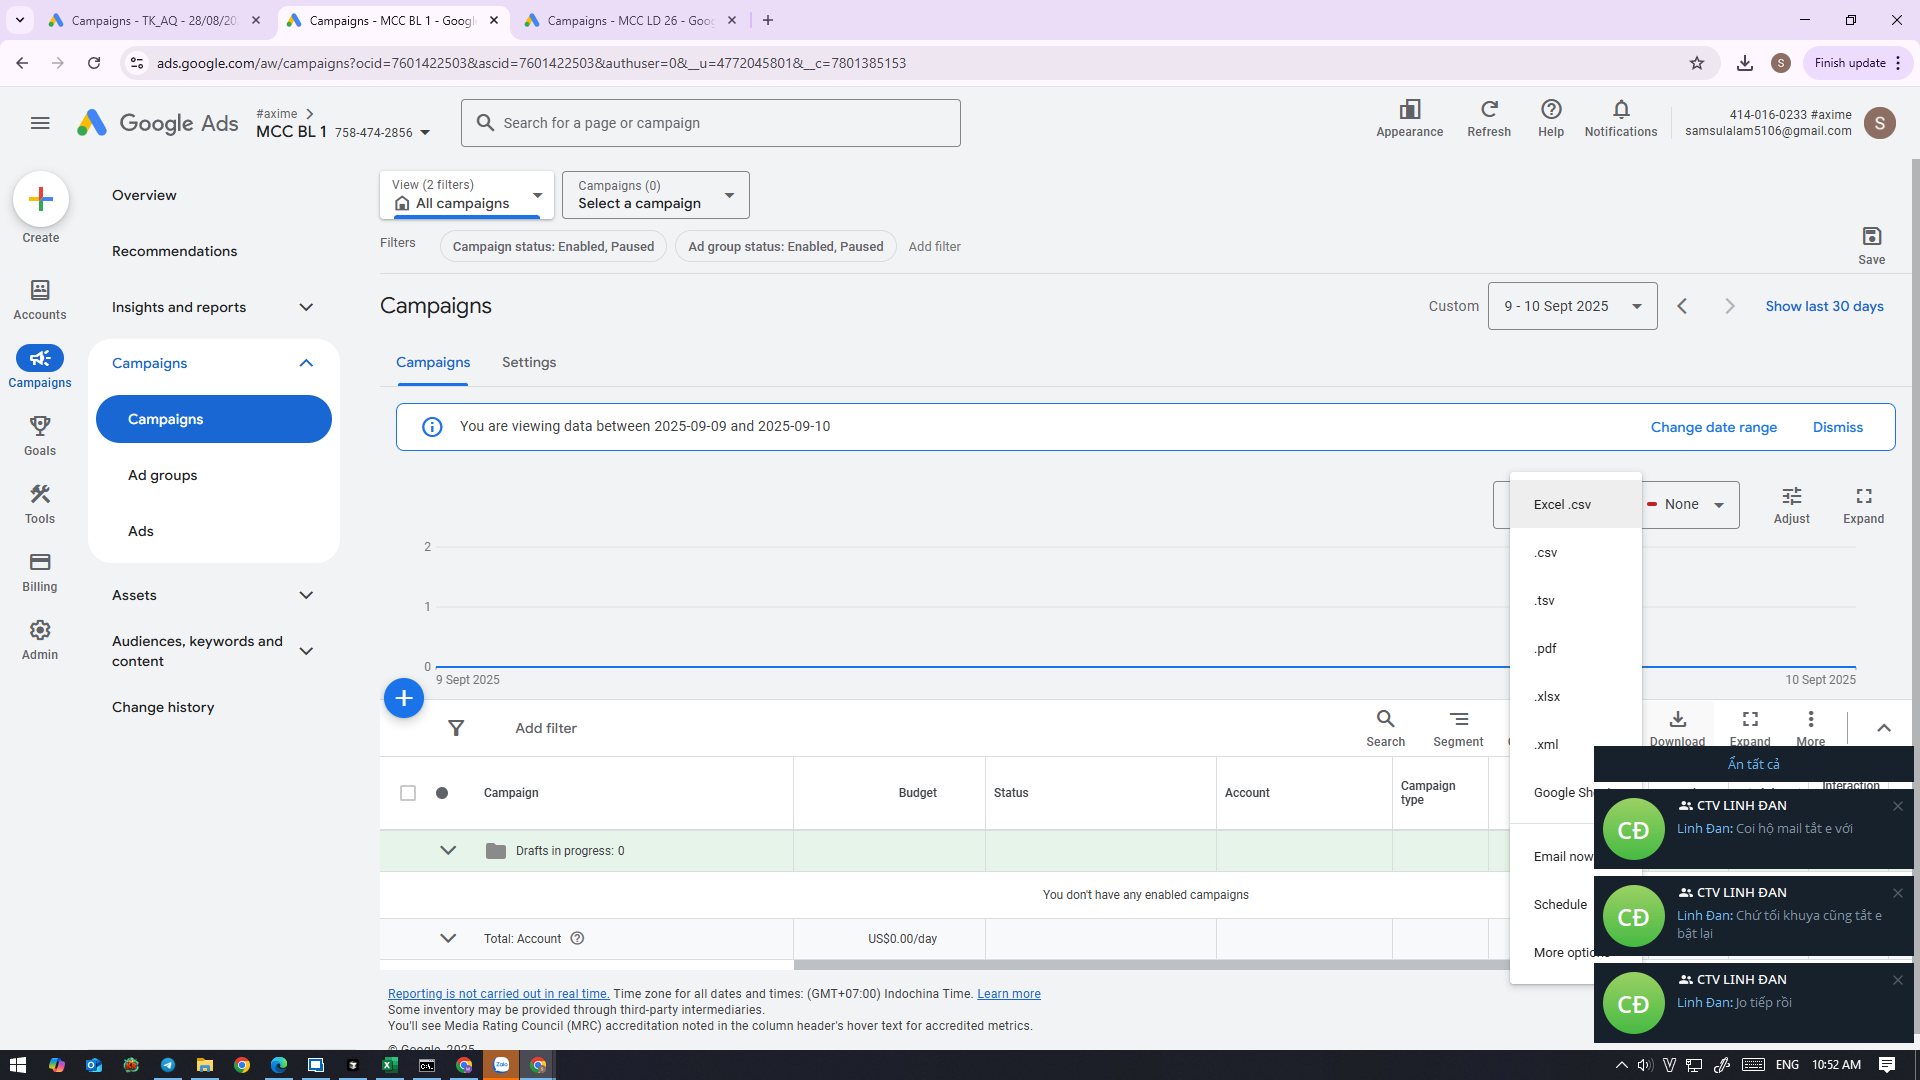 Campaigns - TK_AQ - 28/08/20
Campaigns - MCC BL 1 - Google
Campaigns - MCC LD 26 - Goog
ads.google.com/aw/campaigns?ocid=7601422503&ascid=7601422503&authuser=0&__u=4772045801&__c=7801385153
S
Finish update
Google Ads
#axime
MCC BL 1 758-474-2856
Search for a page or campaign
Appearance
Refresh
Help
Notifications
414-016-0233 #axime
samsulalam5106@gmail.com
S
Create
Accounts
Campaigns
Goals
Tools
Billing
Admin
Overview
Recommendations
Insights and reports
Campaigns
Campaigns
Ad groups
Ads
Assets
Audiences, keywords and
content
Change history
View (2 filters)
All campaigns
Campaigns (0)
Select a campaign
Filters
Campaign status: Enabled, Paused
Ad group status: Enabled, Paused
Add filter
Save
Campaigns
Custom
9 - 10 Sept 2025
Show last 30 days
Campaigns
Settings
You are viewing data between 2025-09-09 and 2025-09-10
Change date range
Dismiss
None
Adjust
Expand
2
1
0
9 Sept 2025
10 Sept 2025
Excel .csv
.csv
.tsv
.pdf
.xlsx
.xml
Google She
Email now
Schedule
More options
Add filter
Search
Segment
Download
Expand
More
Campaign
Budget
Status
Account
Campaign
type
Interaction
Drafts in progress: 0
You don't have any enabled campaigns
Total: Account
US$0.00/day
Reporting is not carried out in real time. Time zone for all dates and times: (GMT+07:00) Indochina Time. Learn more
Some inventory may be provided through third-party intermediaries.
You'll see Media Rating Council (MRC) accreditation noted in the column header's hover text for accredited metrics.
© Google, 2025.
Ẩn tất cả
CĐ
CTV LINH ĐAN
Linh Đan: Coi hộ mail tắt e với
CĐ
CTV LINH ĐAN
Linh Đan: Chứ tối khuya cũng tắt e
bật lại
CĐ
CTV LINH ĐAN
Linh Đan: Jo tiếp rồi
Zalo
ENG
10:52 AM